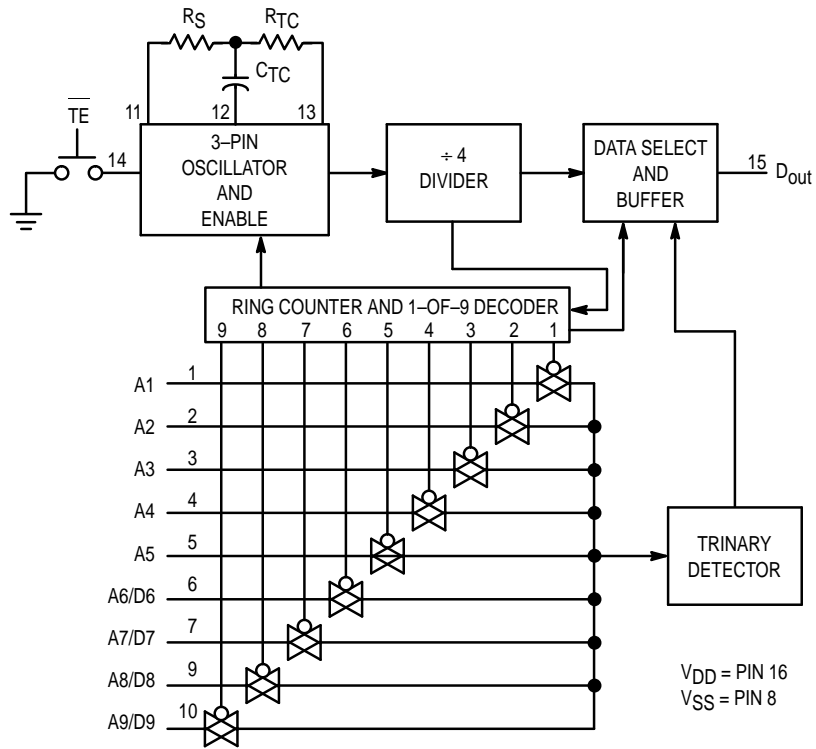 RS RTC
CTC
11 12 13
TE
14
3–PIN
OSCILLATOR
AND
ENABLE
÷ 4
DIVIDER
DATA SELECT
AND
BUFFER
15 Dout
RING COUNTER AND 1–OF–9 DECODER
9 8 7 6 5 4 3 2 1
A1 1
A2 2
A3 3
A4 4
A5 5
A6/D6 6
A7/D7 7
A8/D8 9
A9/D9 10
TRINARY
DETECTOR
VDD = PIN 16
VSS = PIN 8